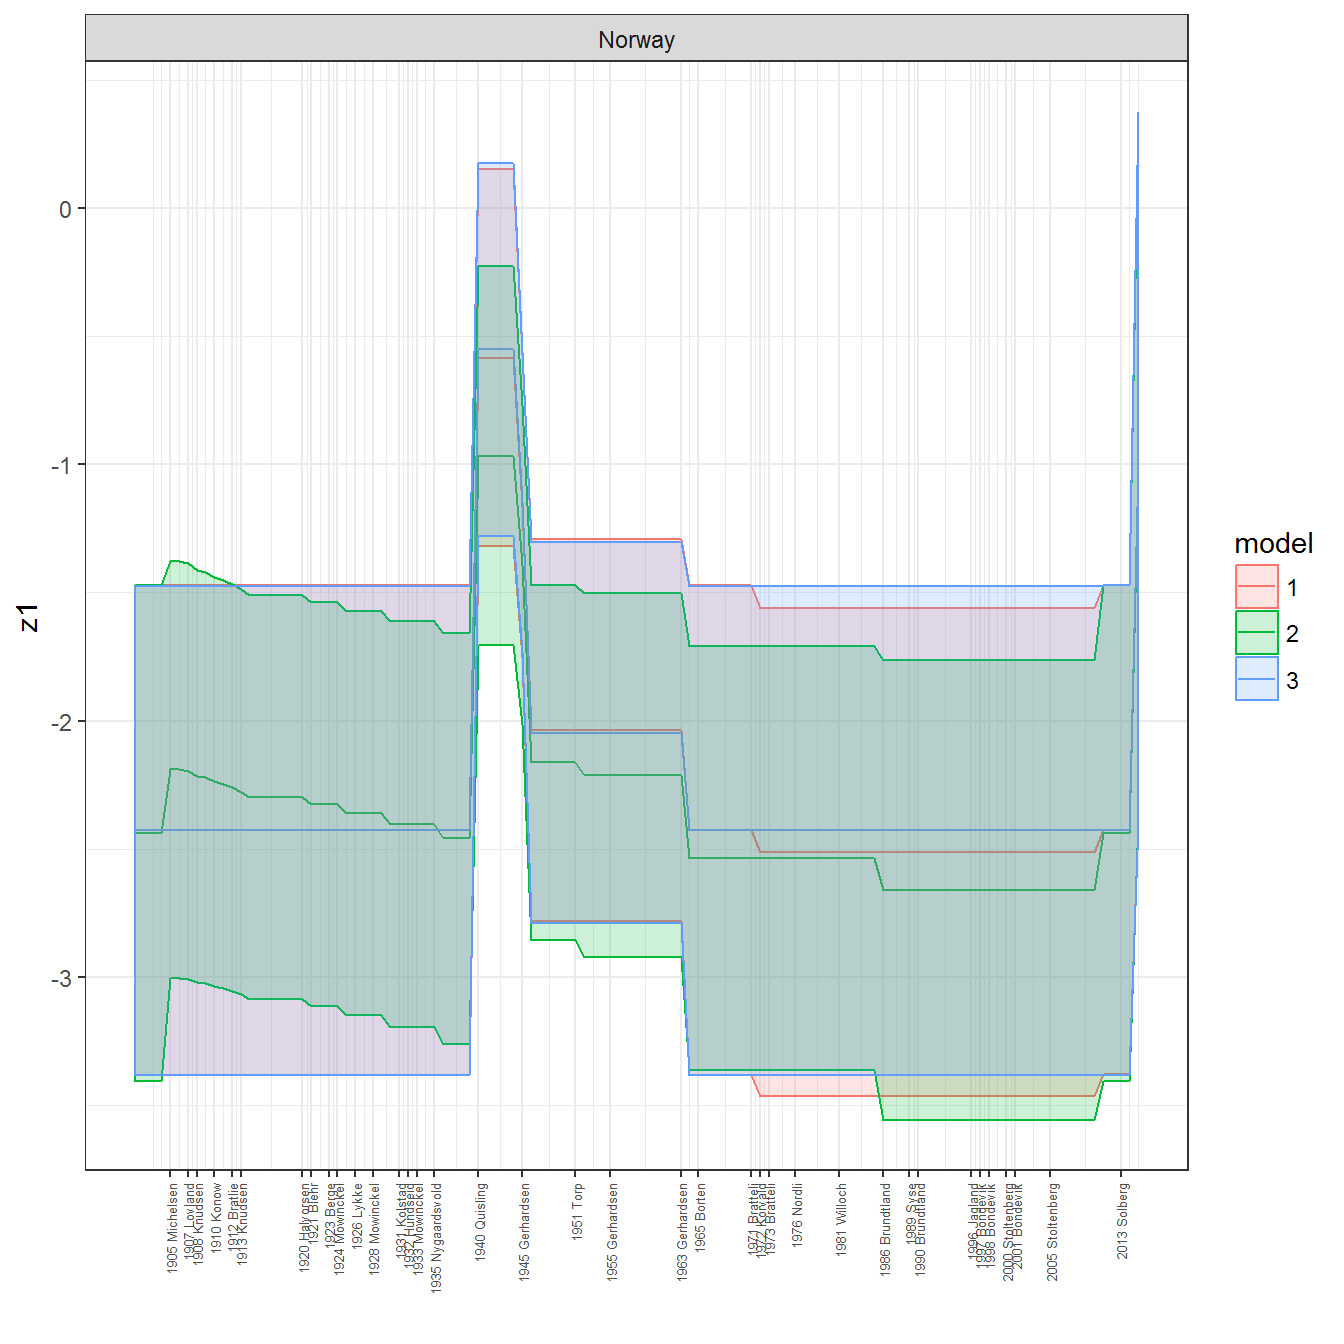 Norway
0
-1
-2
-3
z1
model
1
2
3
1905 Michelsen
1907 Lovland
1908 Knudsen
1910 Konow
1912 Bratlie
1913 Knudsen
1920 Halvorsen
1921 Blehr
1923 Berge
1924 Mowinckel
1926 Lykke
1928 Mowinckel
1931 Kolstad
1932 Hundseid
1933 Mowinckel
1935 Nygaardsvold
1940 Quisling
1945 Gerhardsen
1951 Torp
1955 Gerhardsen
1963 Gerhardsen
1965 Borten
1971 Bratteli
1972 Korvald
1973 Bratteli
1976 Nordli
1981 Willoch
1986 Brundtland
1989 Syse
1990 Brundtland
1996 Jagland
1997 Bondevik
1998 Bondevik
2000 Stoltenberg
2001 Bondevik
2005 Stoltenberg
2013 Solberg